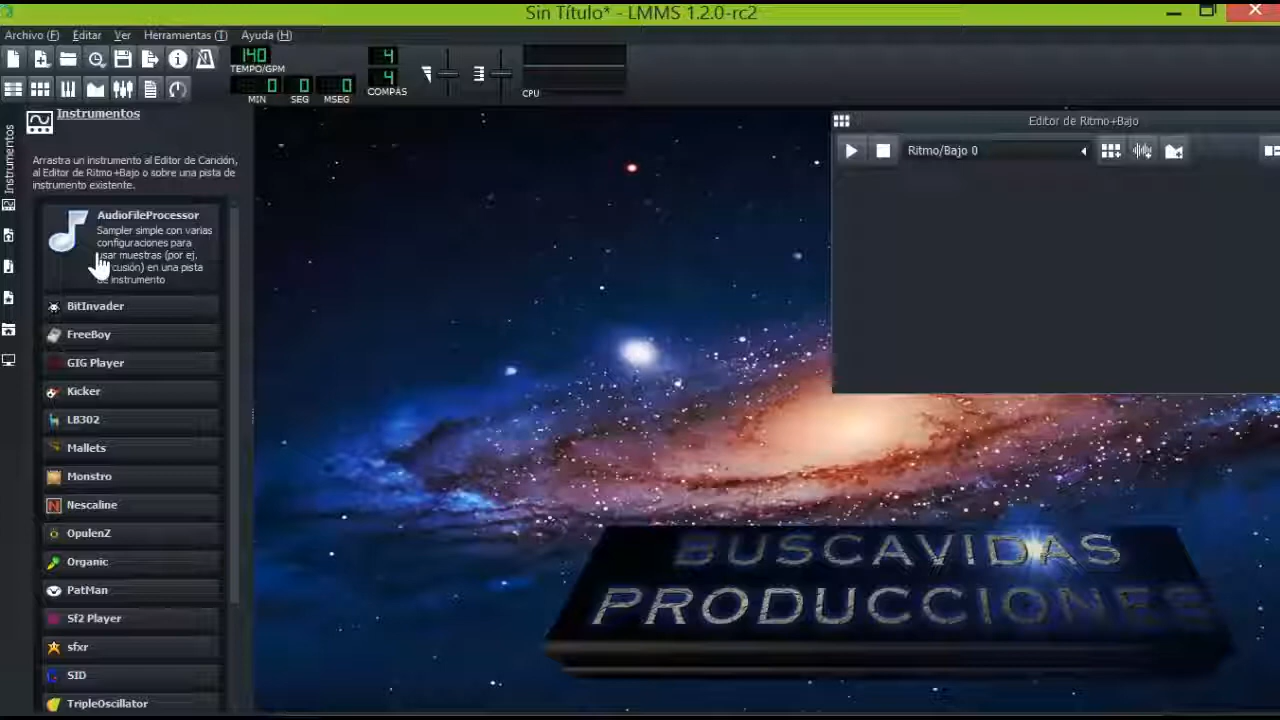 Sin Título* - LMMS 1.2.0-rc2
Archivo (F) Editar Ver Herramientas (I) Ayuda (H)
140
TEMPO/GPM
0 0 0
MIN SEG MSEG
4
4
COMPÁS
CPU
Instrumentos
Instrumentos
Arrastra un instrumento al Editor de Canción,
al Editor de Ritmo+Bajo o sobre una pista de
instrumento existente.
AudioFileProcessor
Sampler simple con varias
configuraciones para
usar muestras (por ej.
cusión) en una pista
de instrumento
BitInvader
FreeBoy
GIG Player
Kicker
LB302
Mallets
Monstro
Nescaline
OpulenZ
Organic
PatMan
Sf2 Player
sfxr
SID
TripleOscillator
Editor de Ritmo+Bajo
Ritmo/Bajo 0
BUSCAVIDAS
PRODUCCIONES